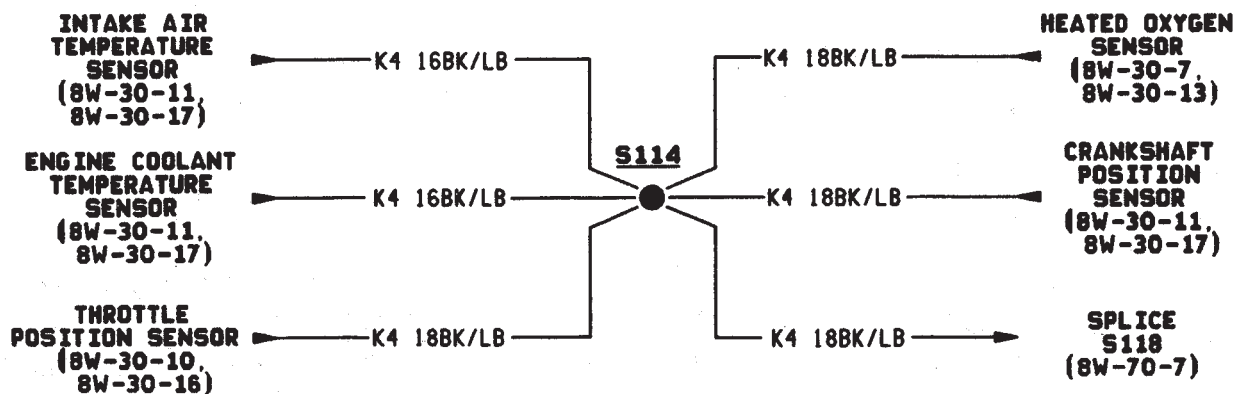 INTAKE AIR
TEMPERATURE
SENSOR
(8W-30-11,
8W-30-17)
K4 16BK/LB
K4 18BK/LB
HEATED OXYGEN
SENSOR
(8W-30-7,
8W-30-13)
S114
ENGINE COOLANT
TEMPERATURE
SENSOR
(8W-30-11,
8W-30-17)
K4 16BK/LB
K4 18BK/LB
CRANKSHAFT
POSITION
SENSOR
(8W-30-11,
8W-30-17)
THROTTLE
POSITION SENSOR
(8W-30-10,
8W-30-16)
K4 18BK/LB
K4 18BK/LB
SPLICE
S118
(8W-70-7)